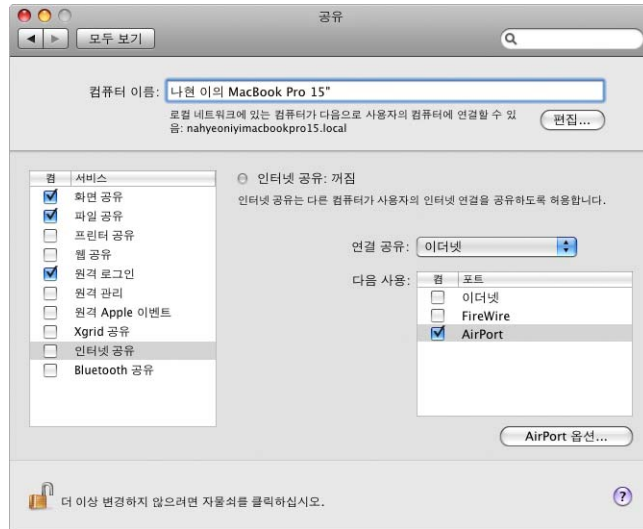 공유
모두 보기
컴퓨터 이름: 나현 이의 MacBook Pro 15"
로컬 네트워크에 있는 컴퓨터가 다음으로 사용자의 컴퓨터에 연결할 수 있
음: nahyeoniyimacbookpro15.local
편집...
켬 서비스
화면 공유
파일 공유
프린터 공유
웹 공유
원격 로그인
원격 관리
원격 Apple 이벤트
Xgrid 공유
인터넷 공유
Bluetooth 공유
인터넷 공유: 꺼짐
인터넷 공유는 다른 컴퓨터가 사용자의 인터넷 연결을 공유하도록 허용합니다.
연결 공유: 이더넷
다음 사용: 켬 포트
이더넷
FireWire
AirPort
AirPort 옵션...
더 이상 변경하지 않으려면 자물쇠를 클릭하십시오.
?